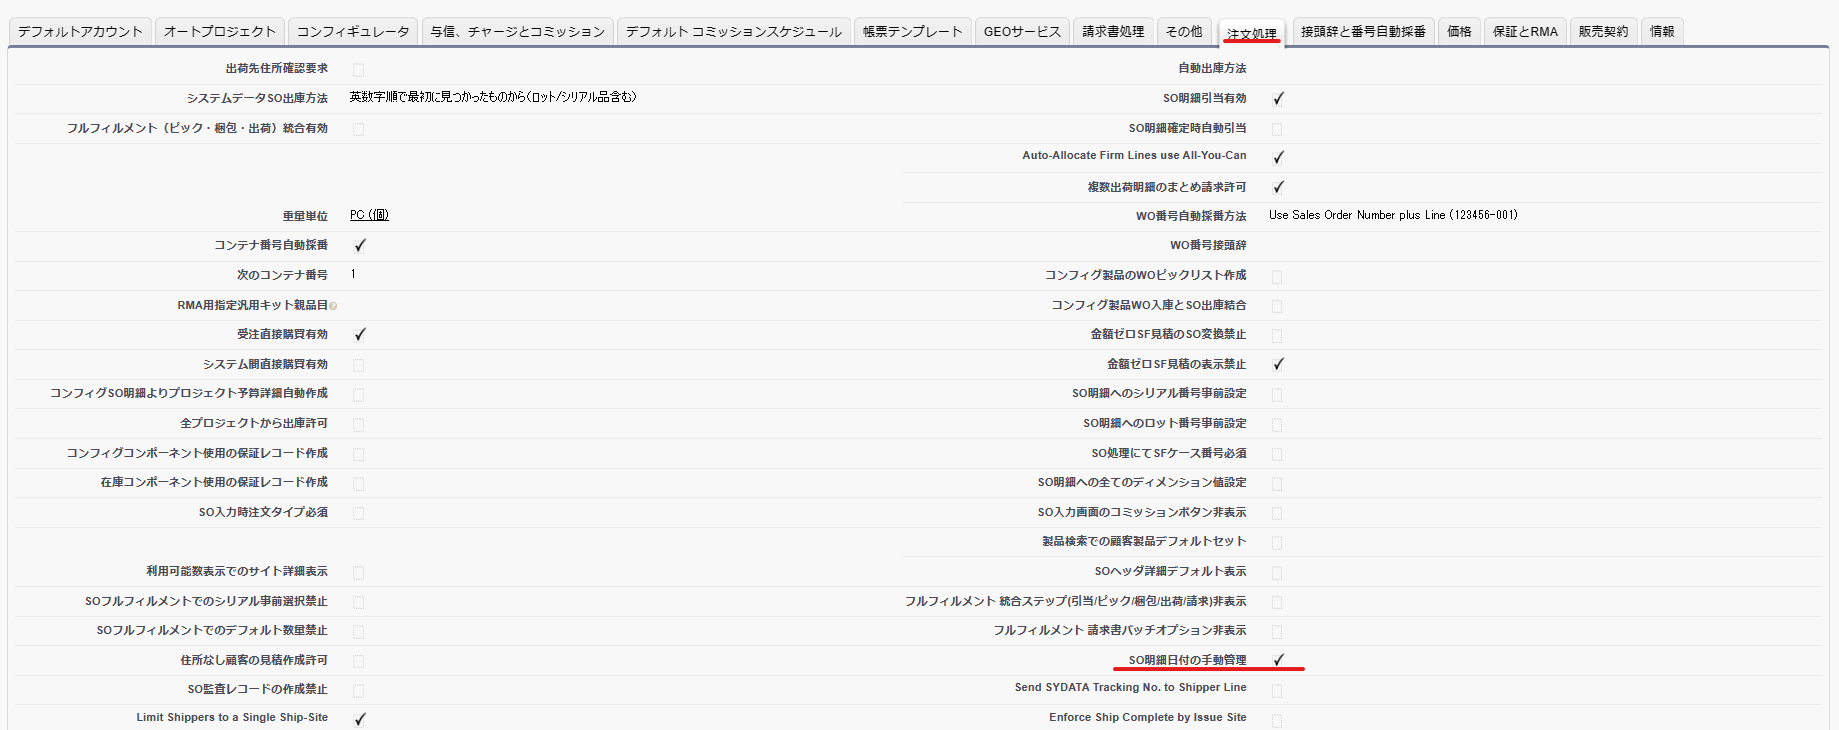 デフォルトアカウント オートプロジェクト コンフィギュレータ 与信、チャージとコミッション デフォルト コミッションスケジュール 帳票テンプレート GEOサービス 請求書処理 その他 注文処理 接頭辞と番号自動採番 価格 保証とRMA 販売契約 情報
出荷先住所確認要求 自動出庫方法
システムデータSO出庫方法 英数字順で最初に見つかったものから(ロット/シリアル品含む) SO明細引当有効
フルフィルメント（ピック・梱包・出荷）統合有効 SO明細確定時自動引当
Auto-Allocate Firm Lines use All-You-Can
複数出荷明細のまとめ請求許可
重量単位 PC (個) WO番号自動採番方法 Use Sales Order Number plus Line (123456-001)
コンテナ番号自動採番 WO番号接頭辞
次のコンテナ番号 1 コンフィグ製品のWOピックリスト作成
RMA用指定汎用キット親品目 コンフィグ製品WO入庫とSO出庫結合
受注直接購買有効 金額ゼロSF見積のSO変換禁止
システム間直接購買有効 金額ゼロSF見積の表示禁止
コンフィグSO明細よりプロジェクト予算詳細自動作成 SO明細へのシリアル番号事前設定
全プロジェクトから出庫許可 SO明細へのロット番号事前設定
コンフィグコンポーネント使用の保証レコード作成 SO処理にてSFケース番号必須
在庫コンポーネント使用の保証レコード作成 SO明細への全てのディメンション値設定
SO入力時注文タイプ必須 SO入力画面のコミッションボタン非表示
製品検索での顧客製品デフォルトセット
利用可能数表示でのサイト詳細表示 SOヘッダ詳細デフォルト表示
SOフルフィルメントでのシリアル事前選択禁止 フルフィルメント 統合ステップ(引当/ピック/梱包/出荷/請求)非表示
SOフルフィルメントでのデフォルト数量禁止 フルフィルメント 請求書バッチオプション非表示
住所なし顧客の見積作成許可 SO明細日付の手動管理
SO監査レコードの作成禁止 Send SYDATA Tracking No. to Shipper Line
Limit Shippers to a Single Ship-Site Enforce Ship Complete by Issue Site